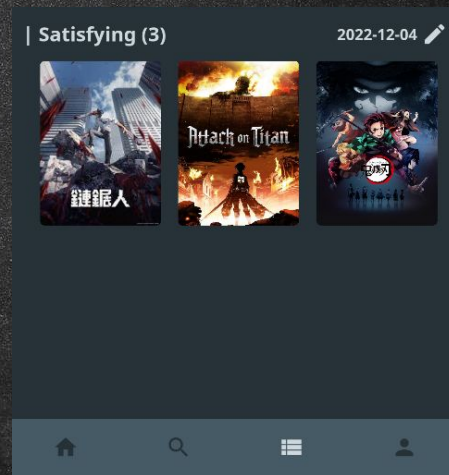 | Satisfying (3)
2022-12-04
鏈鋸人
Attack on Titan